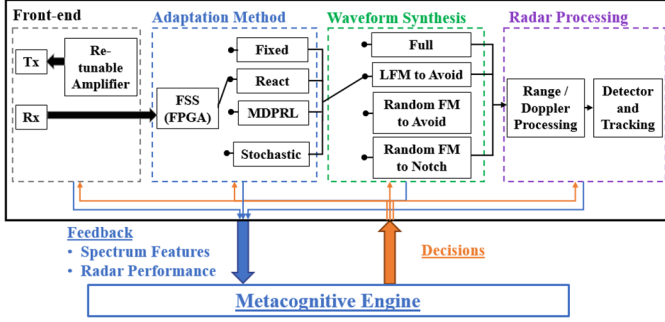 Front-end
Adaptation Method
Waveform Synthesis
Radar Processing
Tx
Re-
tunable
Amplifier
Rx
FSS
(FPGA)
Fixed
React
MDPRL
Stochastic
Full
LFM to Avoid
Random FM
to Avoid
Random FM
to Notch
Range /
Doppler
Processing
Detector
and
Tracking
Feedback
• Spectrum Features
• Radar Performance
Decisions
Metacognitive Engine